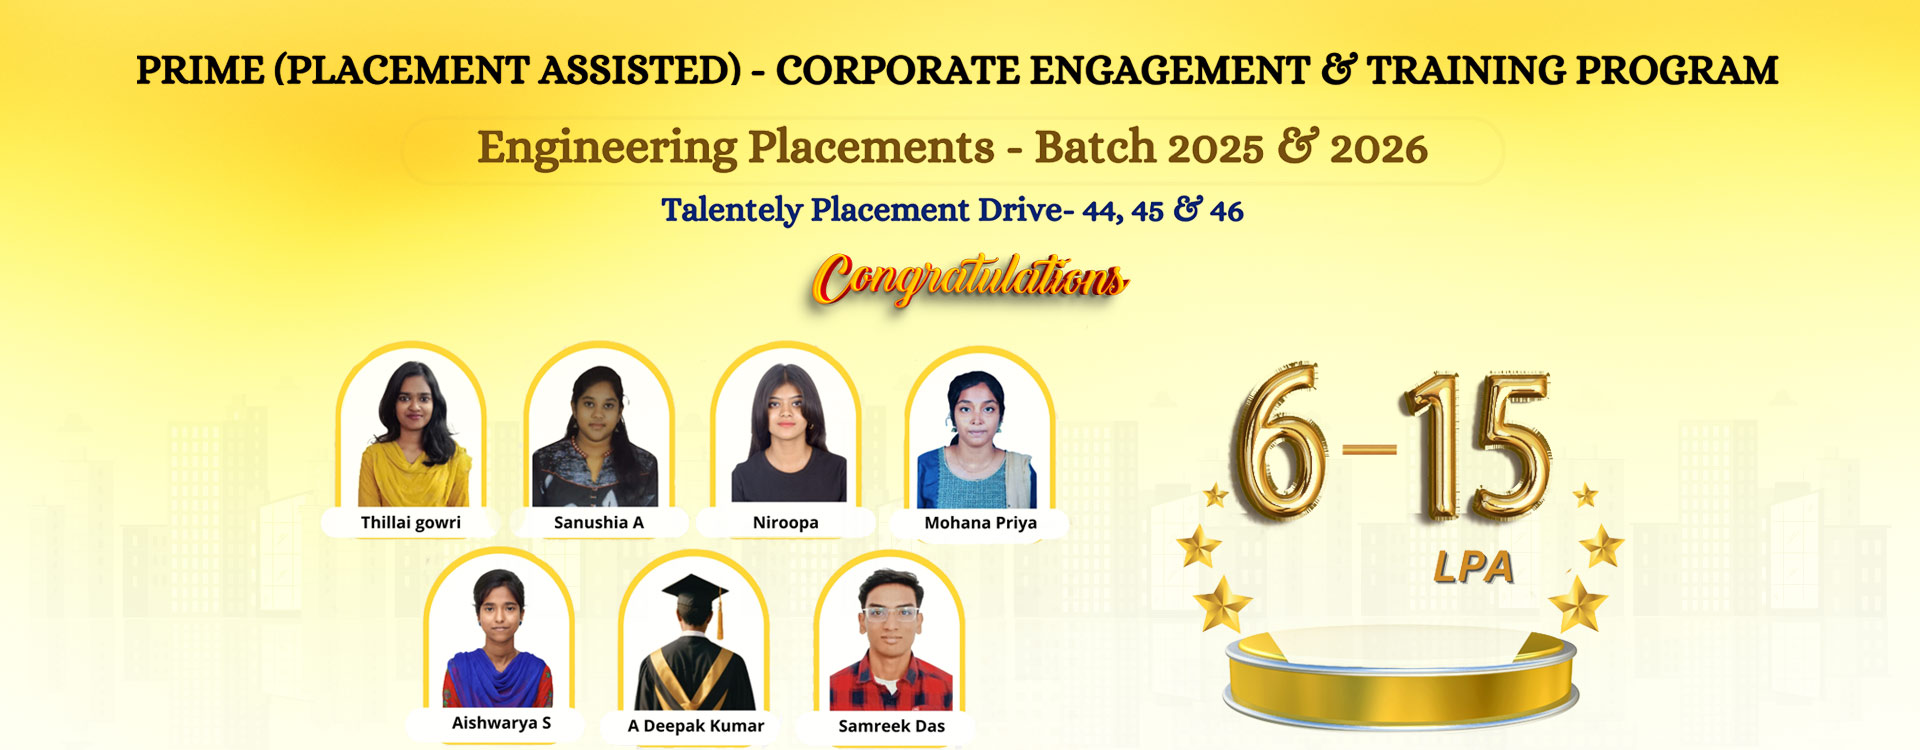 PRIME (PLACEMENT ASSISTED) - CORPORATE ENGAGEMENT & TRAINING PROGRAM
Engineering Placements - Batch 2025 & 2026
Talentely Placement Drive- 44, 45 & 46
Congratulations
Thillai gowri
Sanushia A
Niroopa
Mohana Priya
6-15
LPA
Aishwarya S
A Deepak Kumar
Samreek Das